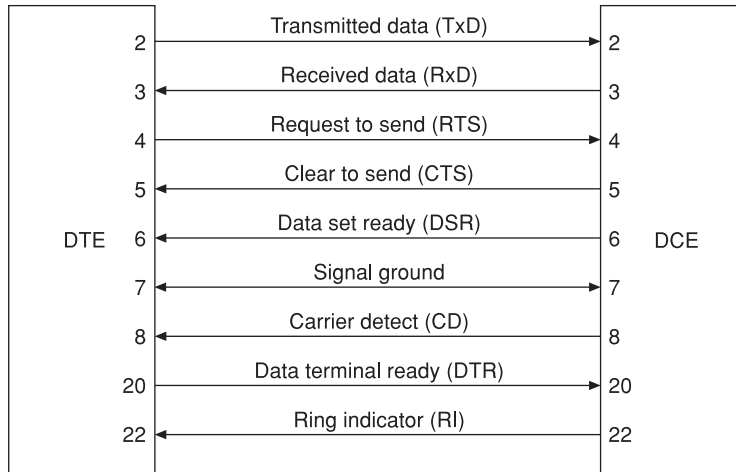 2 Transmitted data (TxD) 2
3 Received data (RxD) 3
4 Request to send (RTS) 4
5 Clear to send (CTS) 5
DTE 6 Data set ready (DSR) 6 DCE
7 Signal ground 7
8 Carrier detect (CD) 8
20 Data terminal ready (DTR) 20
22 Ring indicator (RI) 22